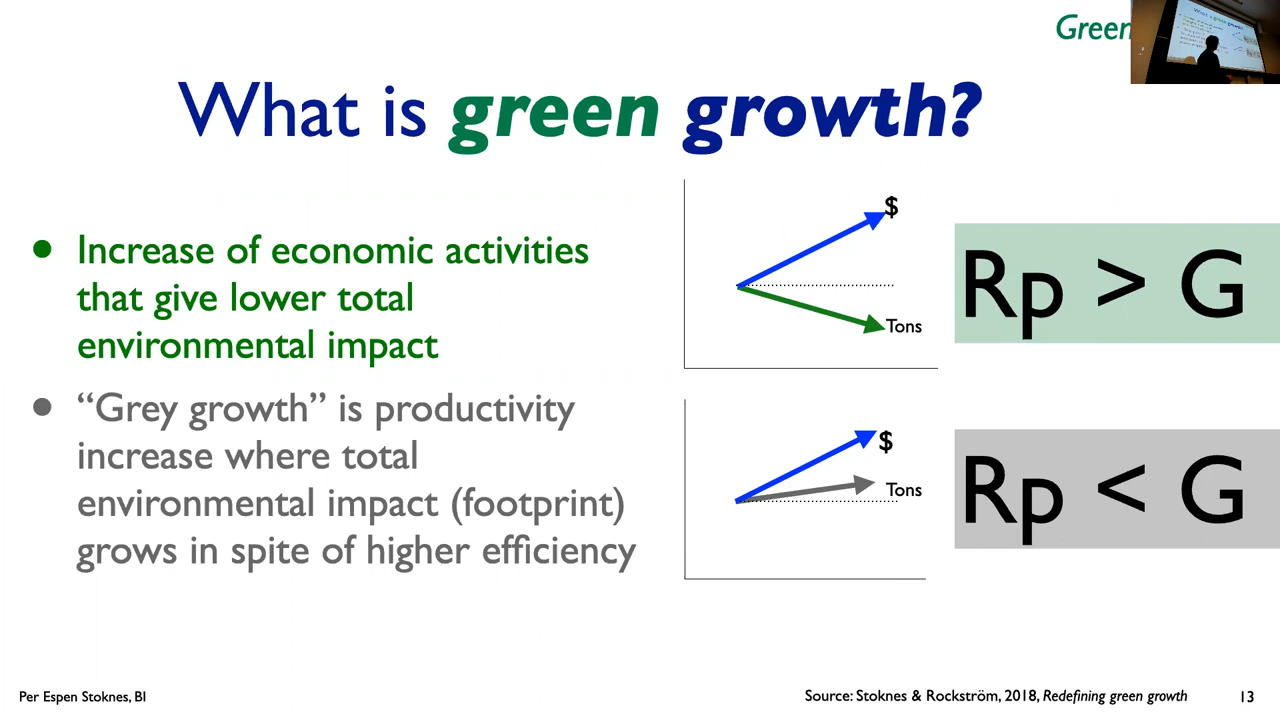 Green
What is green growth?
• Increase of economic activities
that give lower total
environmental impact
• “Grey growth” is productivity
increase where total
environmental impact (footprint)
grows in spite of higher efficiency
$
Tons
Rp > G
$
Tons
Rp < G
Per Espen Stoknes, BI
Source: Stoknes & Rockström, 2018, Redefining green growth
13